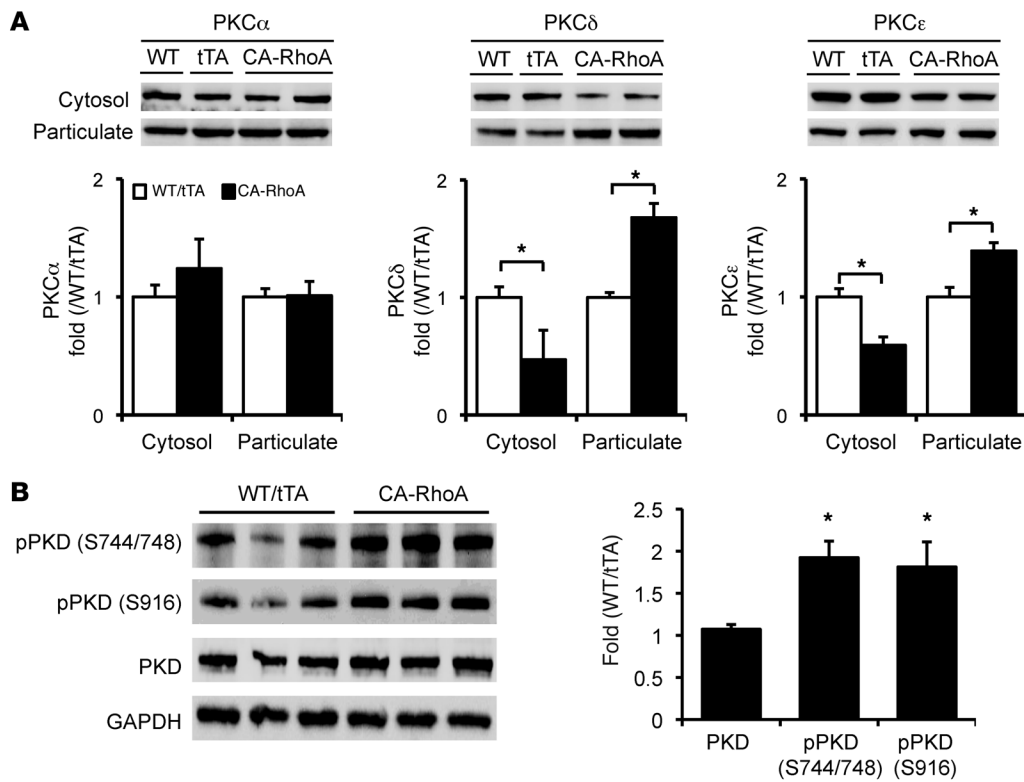 A
PKCα
WT tTA CA-RhoA
Cytosol
Particulate
PKCδ
WT tTA CA-RhoA
PKCε
WT tTA CA-RhoA
PKCα
fold (/WT/tTA)
2
1
0
WT/tTA CA-RhoA
Cytosol Particulate
PKCδ
fold (/WT/tTA)
2
1
0
* *
Cytosol Particulate
PKCε
fold (/WT/tTA)
2
1
0
* *
Cytosol Particulate
B
WT/tTA CA-RhoA
pPKD (S744/748)
pPKD (S916)
PKD
GAPDH
Fold (WT/tTA)
2.5
2
1.5
1
0.5
0
* *
PKD pPKD pPKD
(S744/748) (S916)